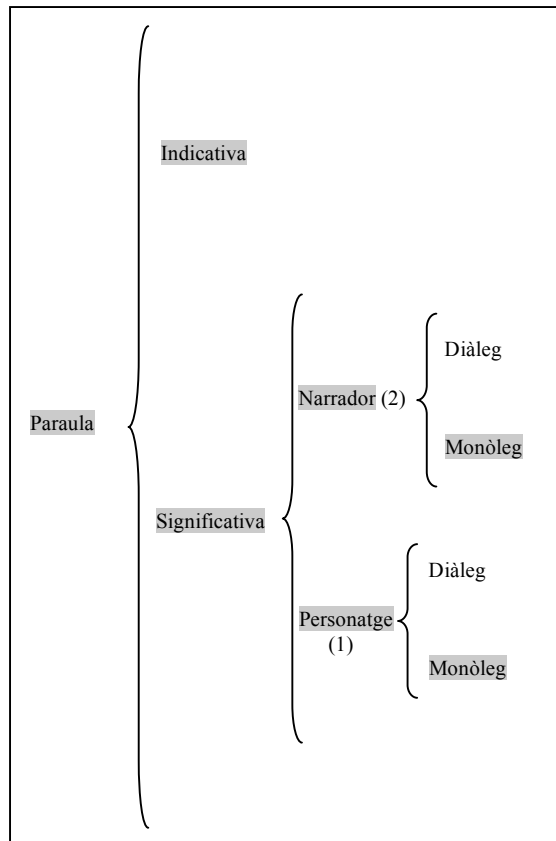 Indicativa
Diàleg
Narrador (2)
Paraula
Monòleg
Significativa
Diàleg
Personatge
(1)
Monòleg